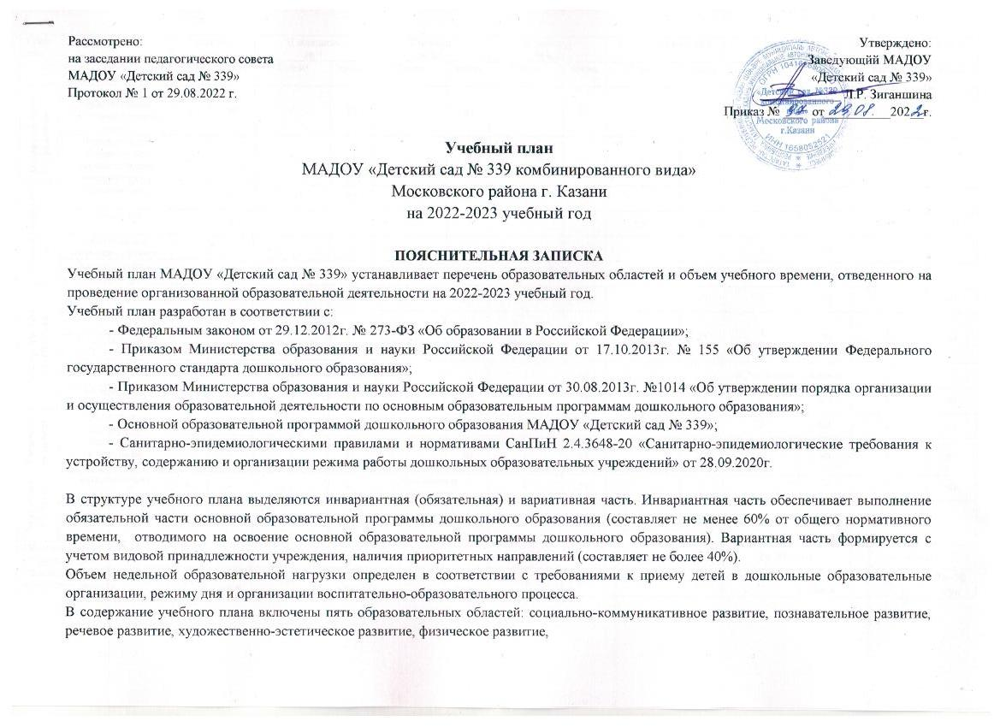 Рассмотрено:
на заседании педагогического совета
МАДОУ «Детский сад № 339»
Протокол № 1 от 29.08.2022 г.
Утверждено:
Заведующйй МАДОУ
«Детский сад № 339»
Л.Р. Зиганшина
Приказ № от 29.08. 2022 г.
«Детский сад №339
комбинированного
вида»
Московского района
г.Казани
ИНН 1658052521
Учебный план
МАДОУ «Детский сад № 339 комбинированного вида»
Московского района г. Казани
на 2022-2023 учебный год
ПОЯСНИТЕЛЬНАЯ ЗАПИСКА
Учебный план МАДОУ «Детский сад № 339» устанавливает перечень образовательных областей и объем учебного времени, отведенного на
проведение организованной образовательной деятельности на 2022-2023 учебный год.
Учебный план разработан в соответствии с:
- Федеральным законом от 29.12.2012г. № 273-ФЗ «Об образовании в Российской Федерации»;
- Приказом Министерства образования и науки Российской Федерации от 17.10.2013г. № 155 «Об утверждении Федерального
государственного стандарта дошкольного образования»;
- Приказом Министерства образования и науки Российской Федерации от 30.08.2013г. №1014 «Об утверждении порядка организации
и осуществления образовательной деятельности по основным образовательным программам дошкольного образования»;
- Основной образовательной программой дошкольного образования МАДОУ «Детский сад № 339»;
- Санитарно-эпидемиологическими правилами и нормативами СанПиН 2.4.3648-20 «Санитарно-эпидемиологические требования к
устройству, содержанию и организации режима работы дошкольных образовательных учреждений» от 28.09.2020г.
В структуре учебного плана выделяются инвариантная (обязательная) и вариативная часть. Инвариантная часть обеспечивает выполнение
обязательной части основной образовательной программы дошкольного образования (составляет не менее 60% от общего нормативного
времени, отводимого на освоение основной образовательной программы дошкольного образования). Вариантная часть формируется с
учетом видовой принадлежности учреждения, наличия приоритетных направлений (составляет не более 40%).
Объем недельной образовательной нагрузки определен в соответствии с требованиями к приему детей в дошкольные образовательные
организации, режиму дня и организации воспитательно-образовательного процесса.
В содержание учебного плана включены пять образовательных областей: социально-коммуникативное развитие, познавательное развитие,
речевое развитие, художественно-эстетическое развитие, физическое развитие,